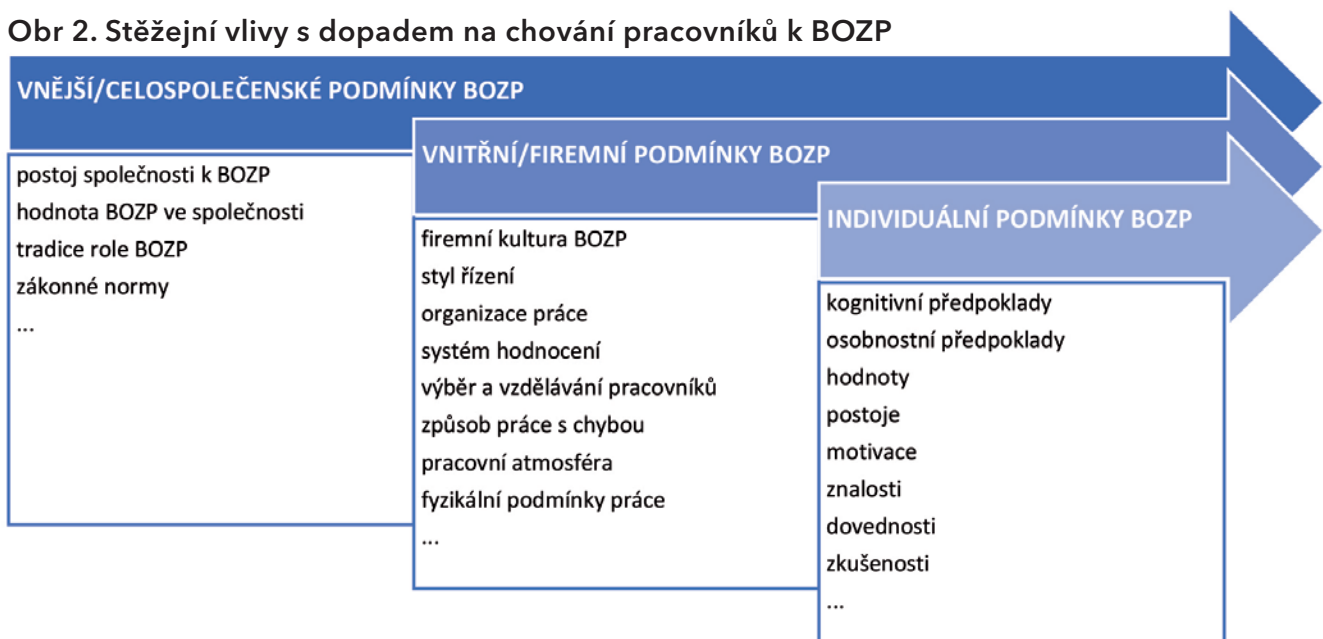 Obr 2. Stěžejní vlivy s dopadem na chování pracovníků k BOZP
VNĚJŠÍ/CELOSPOLEČENSKÉ PODMÍNKY BOZP
postoj společnosti k BOZP
hodnota BOZP ve společnosti
tradice role BOZP
zákonné normy
...
VNITŘNÍ/FIREMNÍ PODMÍNKY BOZP
firemní kultura BOZP
styl řízení
organizace práce
systém hodnocení
výběr a vzdělávání pracovníků
způsob práce s chybou
pracovní atmosféra
fyzikální podmínky práce
...
INDIVIDUÁLNÍ PODMÍNKY BOZP
kognitivní předpoklady
osobnostní předpoklady
hodnoty
postoje
motivace
znalosti
dovednosti
zkušenosti
...